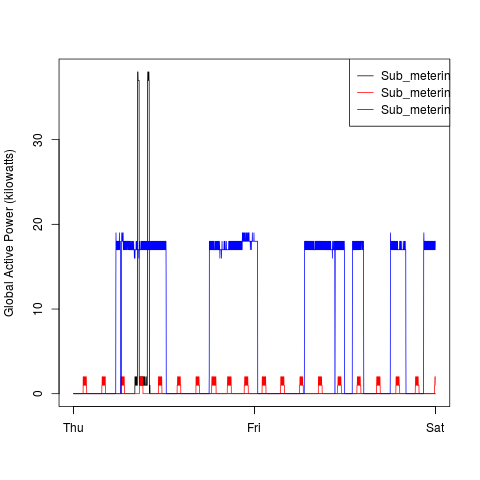 Sub_meterin
Sub_meterin
Sub_meterin
Global Active Power (kilowatts)
30
20
10
0
Thu Fri Sat